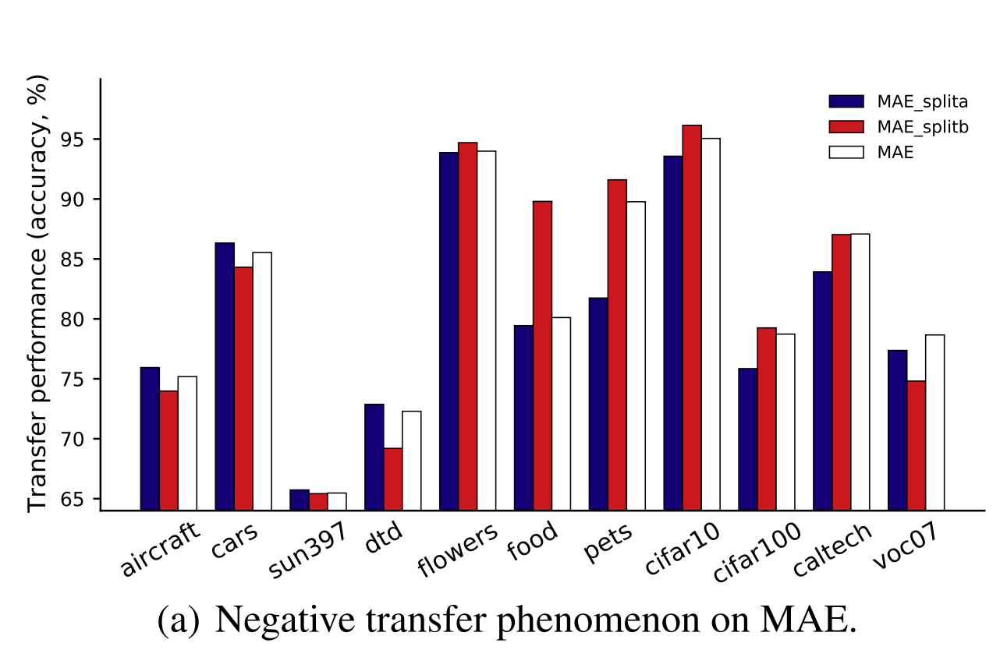 Transfer performance (accuracy, %)
95
90
85
80
75
70
65
MAE_splita
MAE_splitb
MAE
aircraft
cars
sun397
dtd
flowers
food
pets
cifar10
cifar100
caltech
voc07
(a) Negative transfer phenomenon on MAE.